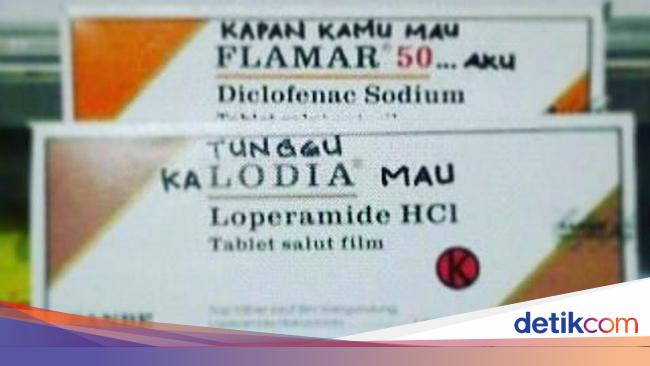 KAPAN KAMU MAU
FLAMAR® 50... AKU
Diclofenac Sodium
TUNGGU
KALODIA® MAU
Loperamide HCl
Tablet salut film
K
detikcom